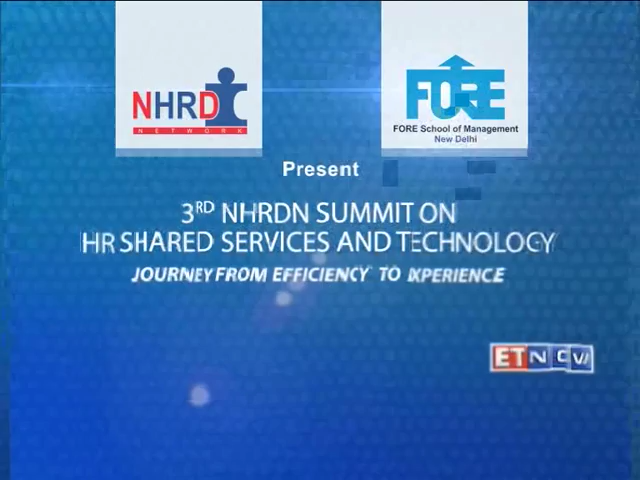 NHRD
NETWORK
FORE
FORE School of Management
New Delhi
Present
3RD NHRDN SUMMIT ON
HR SHARED SERVICES AND TECHNOLOGY
JOURNEY FROM EFFICIENCY TO XPERIENCE
ET